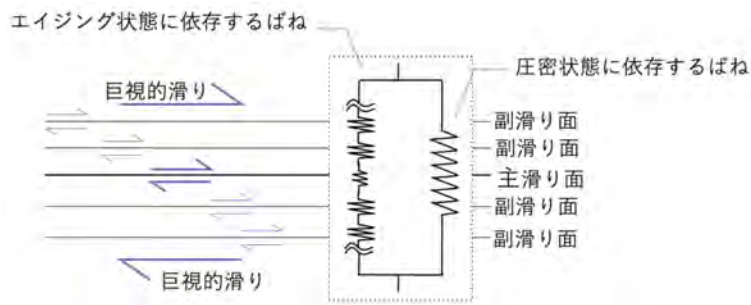 エイジング状態に依存するばね
圧密状態に依存するばね
巨視的滑り
副滑り面
副滑り面
主滑り面
副滑り面
副滑り面
巨視的滑り